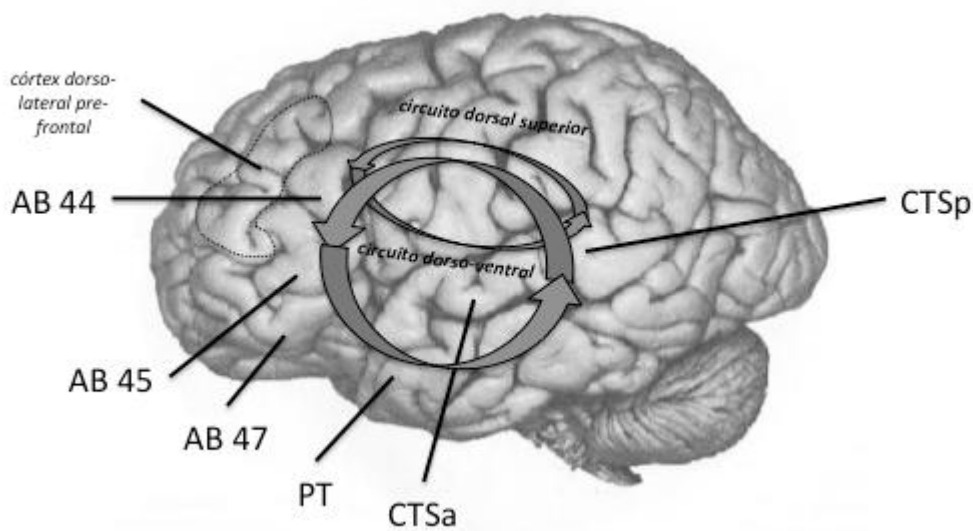 córtex dorso-
lateral pre-
frontal
circuito dorsal superior
AB 44
CTSp
circuito dorso-ventral
AB 45
AB 47
PT
CTSa